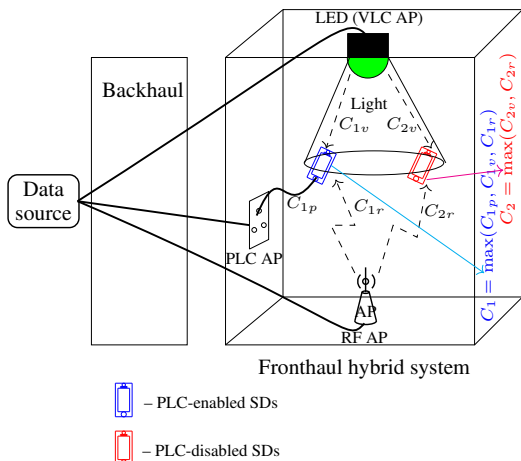 LED (VLC AP)
Backhaul
Light
C_{1v}
C_{2v}
Data
source
C_{1p}
C_{1r}
C_{2r}
PLC AP
AP
RF AP
C_1 = max(C_{1p}, C_{1v}, C_{1r})
C_2 = max(C_{2v}, C_{2r})
Fronthaul hybrid system
– PLC-enabled SDs
– PLC-disabled SDs